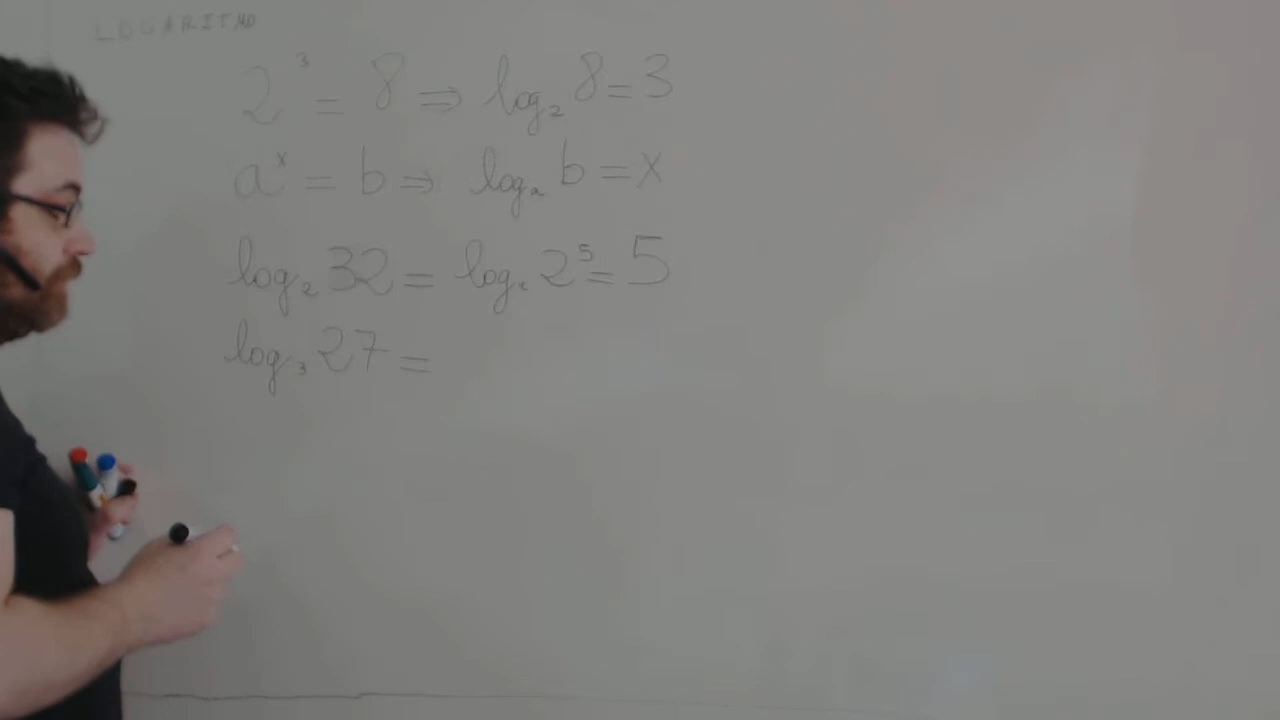 LOGARITMO
2³ = 8 ⇒ log₂ 8 = 3
aˣ = b ⇒ logₐ b = x
log₂ 32 = log₂ 2⁵ = 5
log₃ 27 =